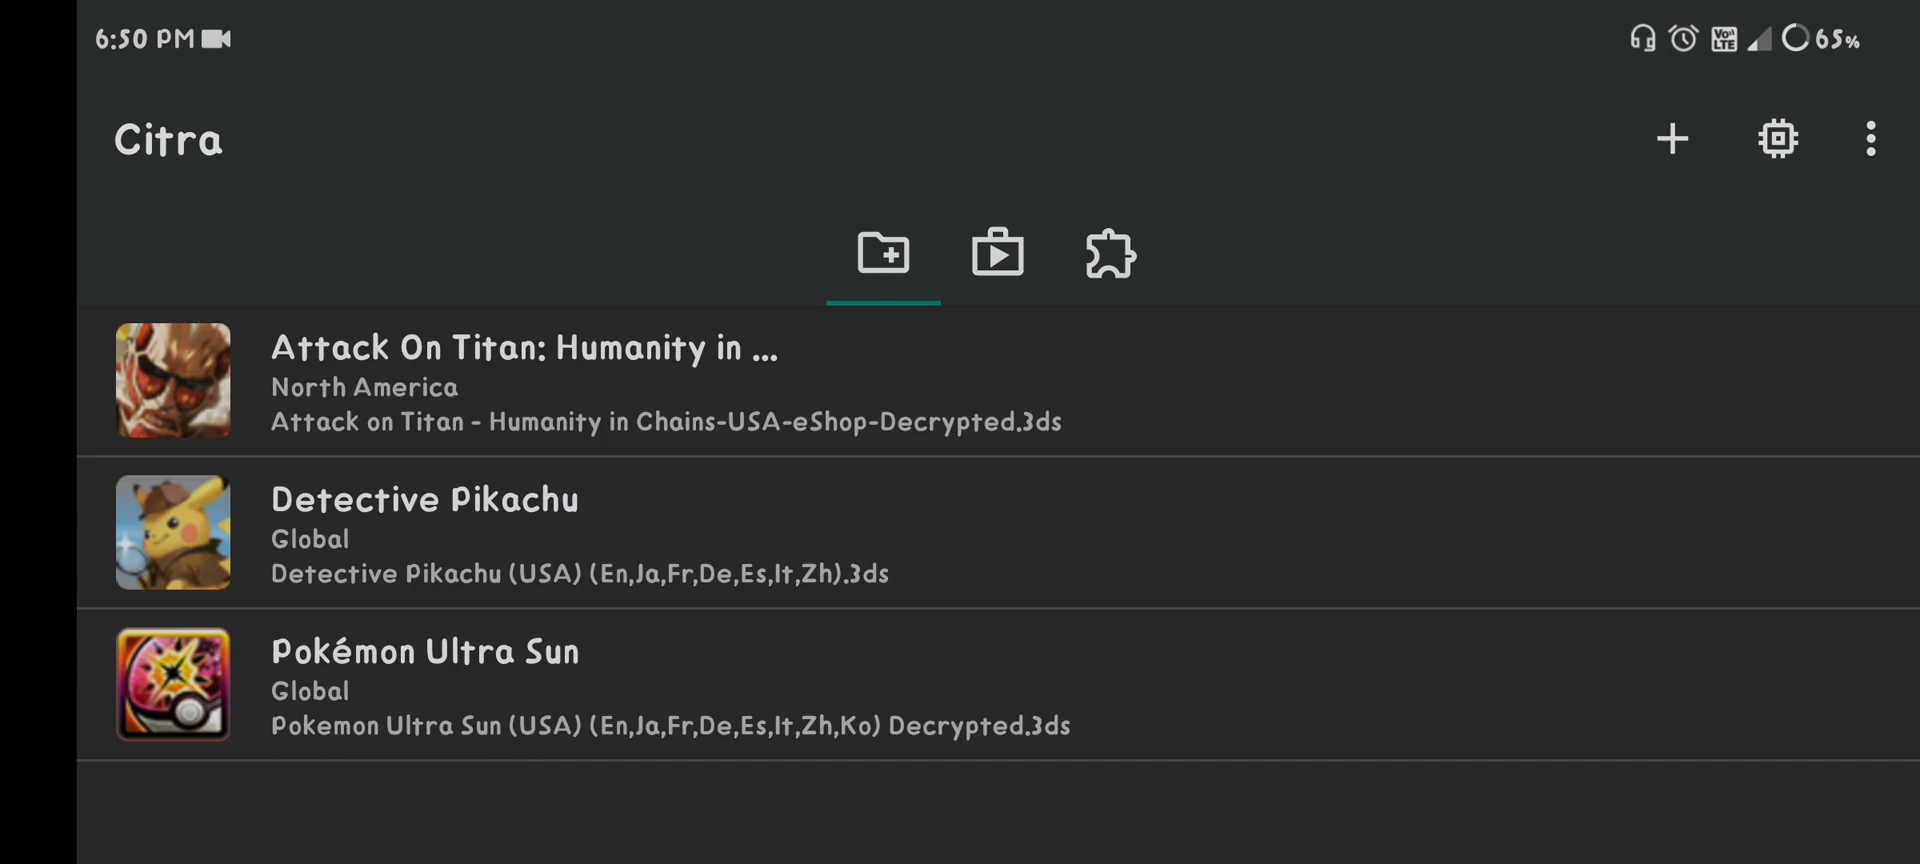 6:50 PM
Vo)) LTE
65%
Citra
Attack On Titan: Humanity in ...
North America
Attack on Titan - Humanity in Chains-USA-eShop-Decrypted.3ds
Detective Pikachu
Global
Detective Pikachu (USA) (En,Ja,Fr,De,Es,It,Zh).3ds
Pokémon Ultra Sun
Global
Pokemon Ultra Sun (USA) (En,Ja,Fr,De,Es,It,Zh,Ko) Decrypted.3ds